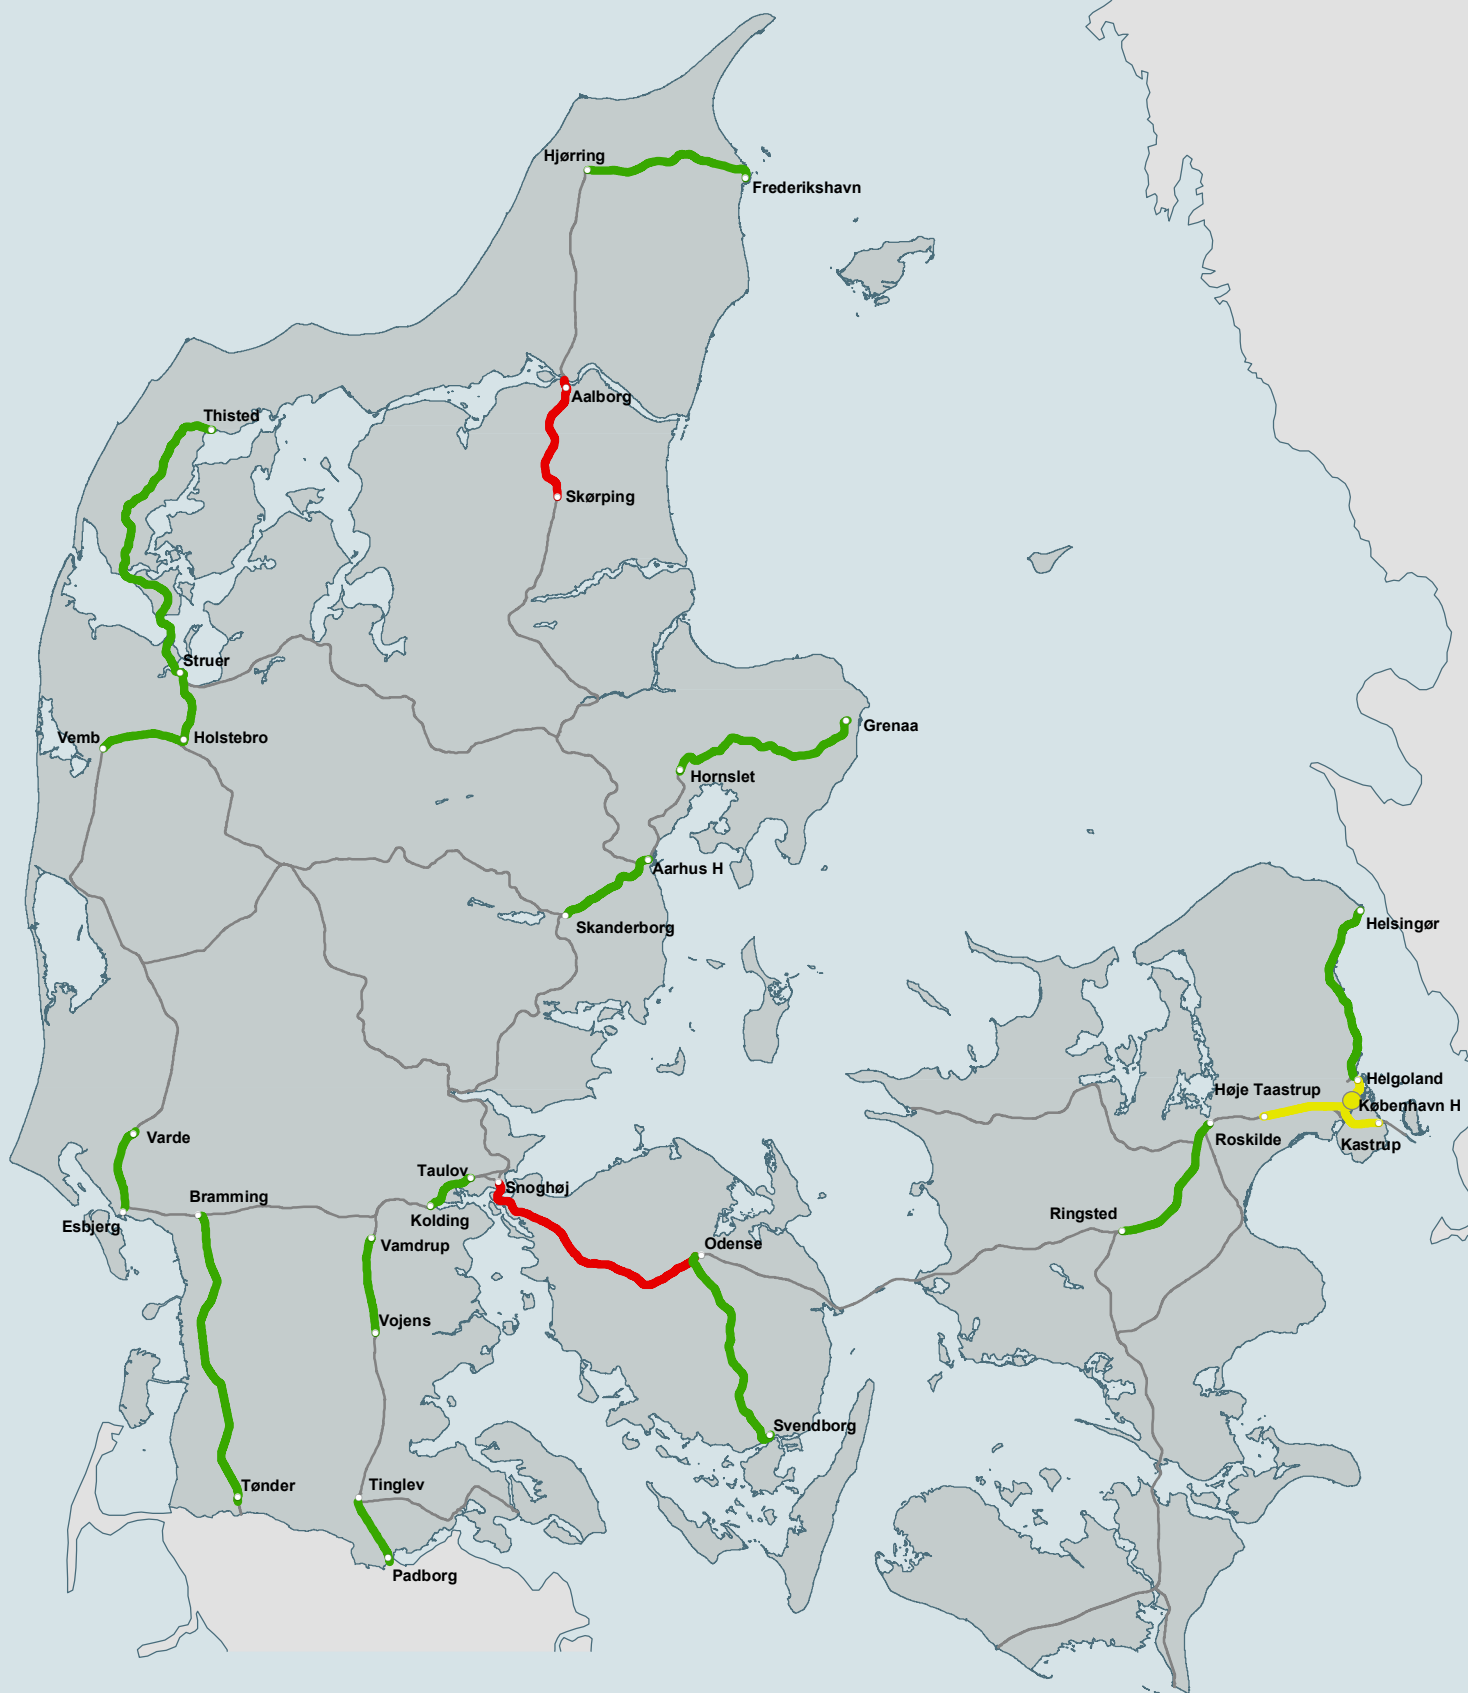 Hjørring
Frederikshavn
Aalborg
Thisted
Skørping
Struer
Grenaa
Vemb
Holstebro
Hornslet
Aarhus H
Skanderborg
Helsingør
Helgoland
Høje Taastrup
København H
Varde
Roskilde
Kastrup
Taulov
Snoghøj
Bramming
Kolding
Ringsted
Esbjerg
Vamdrup
Odense
Vojens
Svendborg
Tønder
Tinglev
Padborg